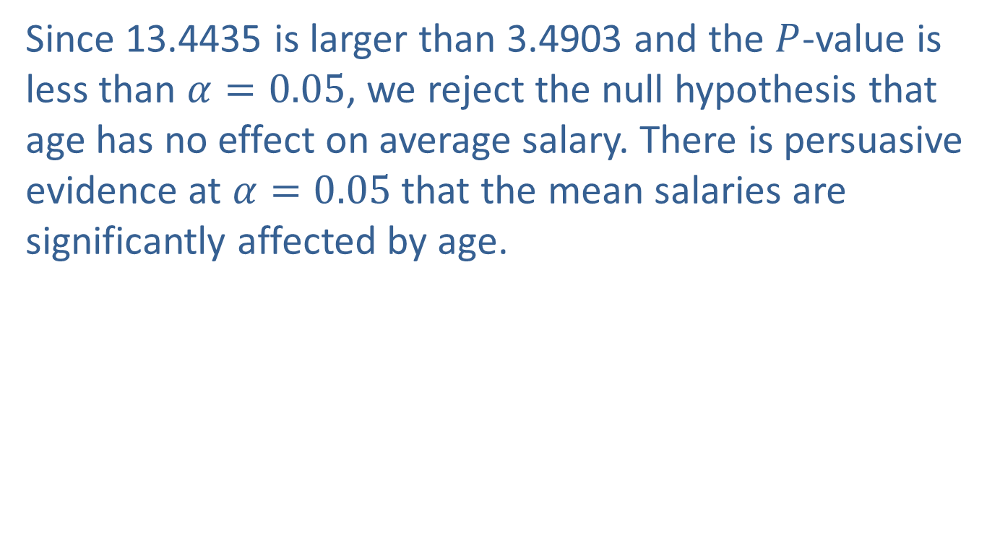 Since 13.4435 is larger than 3.4903 and the P-value is
less than α = 0.05, we reject the null hypothesis that
age has no effect on average salary. There is persuasive
evidence at α = 0.05 that the mean salaries are
significantly affected by age.